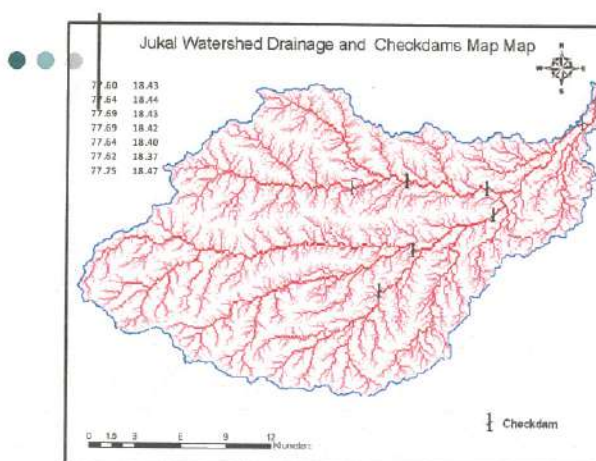 Jukal Watershed Drainage and Checkdams Map Map
N
W E
S
77.60 18.43
77.64 18.44
77.69 18.43
77.69 18.42
77.64 18.40
77.62 18.37
77.75 18.47
Checkdam
0 1.5 3 6 9 12
Kilometers